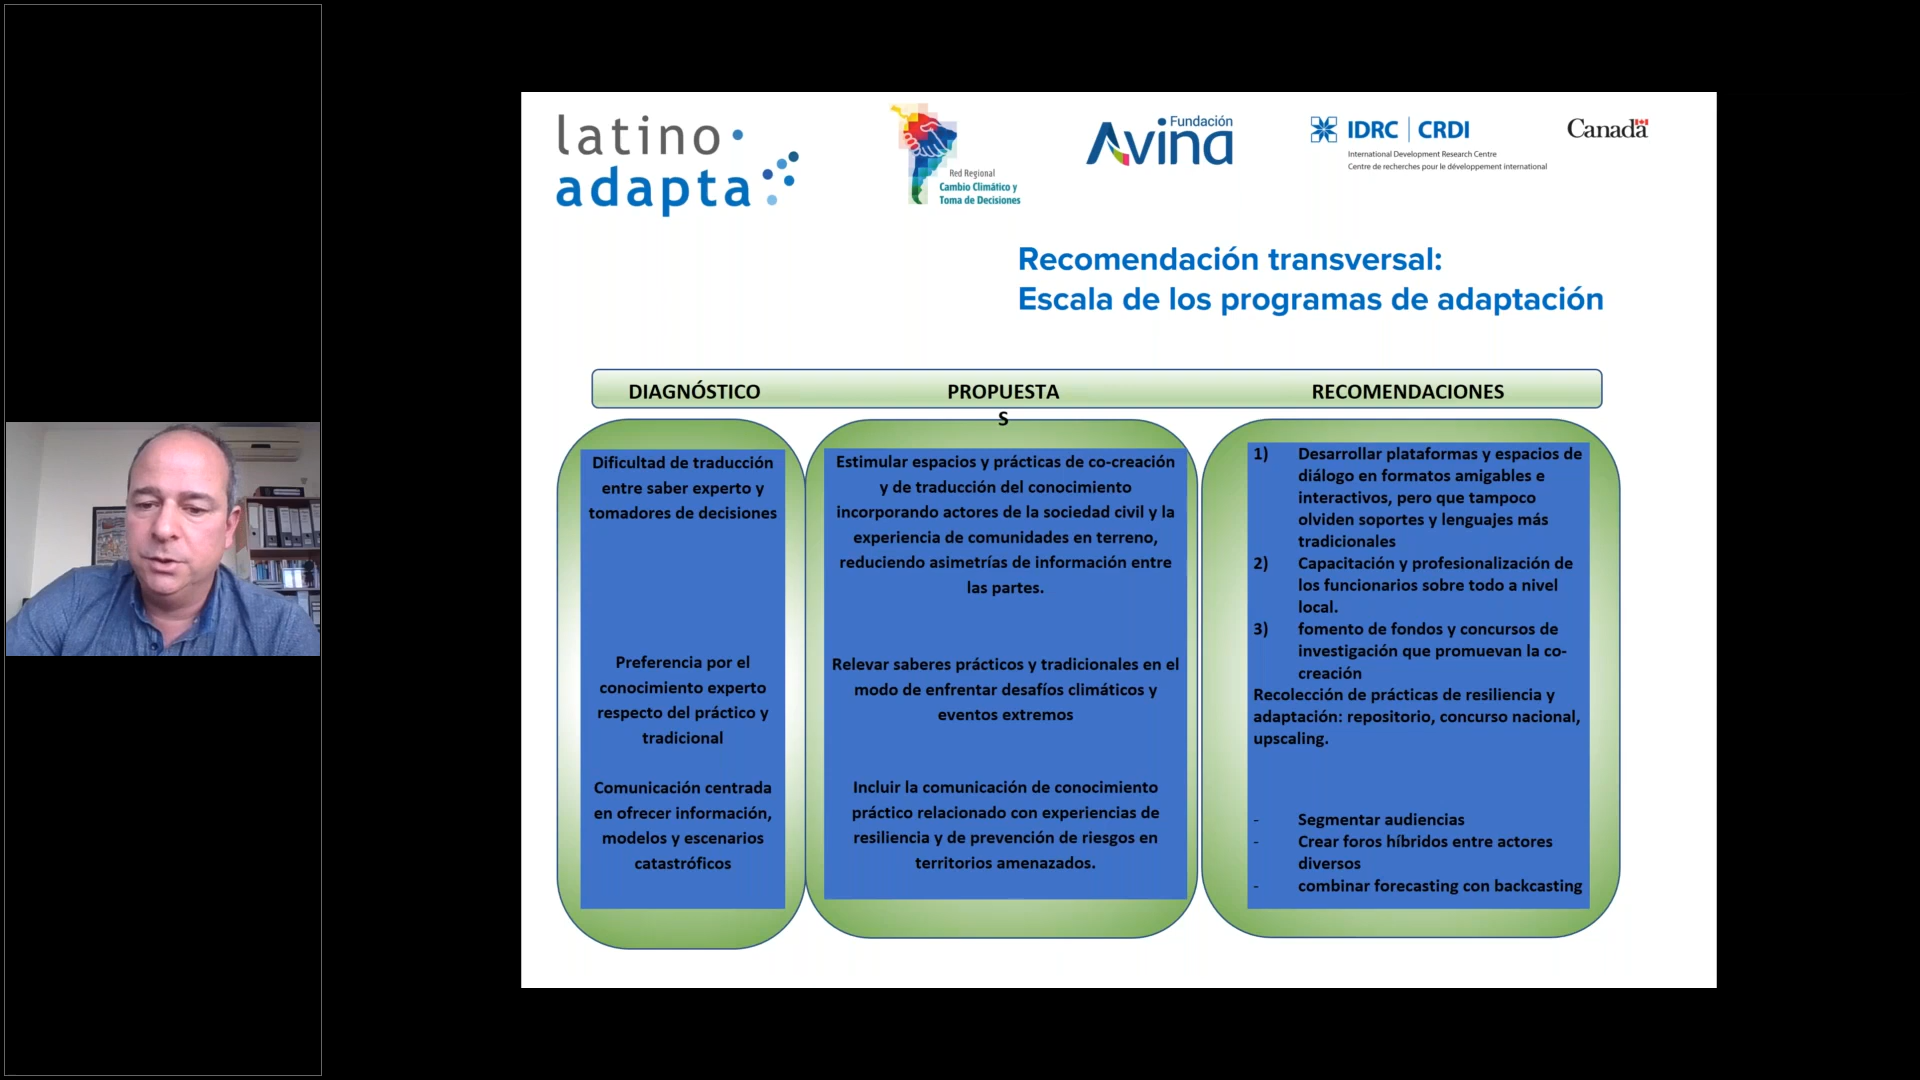 latino
adapta
Red Regional
Cambio Climático y
Toma de Decisiones
Fundación
Avina
IDRC | CRDI
International Development Research Centre
Centre de recherches pour le développement international
Canada
Recomendación transversal:
Escala de los programas de adaptación
DIAGNÓSTICO
PROPUESTA
S
RECOMENDACIONES
Dificultad de traducción
entre saber experto y
tomadores de decisiones
Preferencia por el
conocimiento experto
respecto del práctico y
tradicional
Comunicación centrada
en ofrecer información,
modelos y escenarios
catastróficos
Estimular espacios y prácticas de co-creación
y de traducción del conocimiento
incorporando actores de la sociedad civil y la
experiencia de comunidades en terreno,
reduciendo asimetrías de información entre
las partes.
Relevar saberes prácticos y tradicionales en el
modo de enfrentar desafíos climáticos y
eventos extremos
Incluir la comunicación de conocimiento
práctico relacionado con experiencias de
resiliencia y de prevención de riesgos en
territorios amenazados.
1) Desarrollar plataformas y espacios de
diálogo en formatos amigables e
interactivos, pero que tampoco
olviden soportes y lenguajes más
tradicionales
2) Capacitación y profesionalización de
los funcionarios sobre todo a nivel
local.
3) fomento de fondos y concursos de
investigación que promuevan la co-
creación
Recolección de prácticas de resiliencia y
adaptación: repositorio, concurso nacional,
upscaling.
- Segmentar audiencias
- Crear foros híbridos entre actores
diversos
- combinar forecasting con backcasting